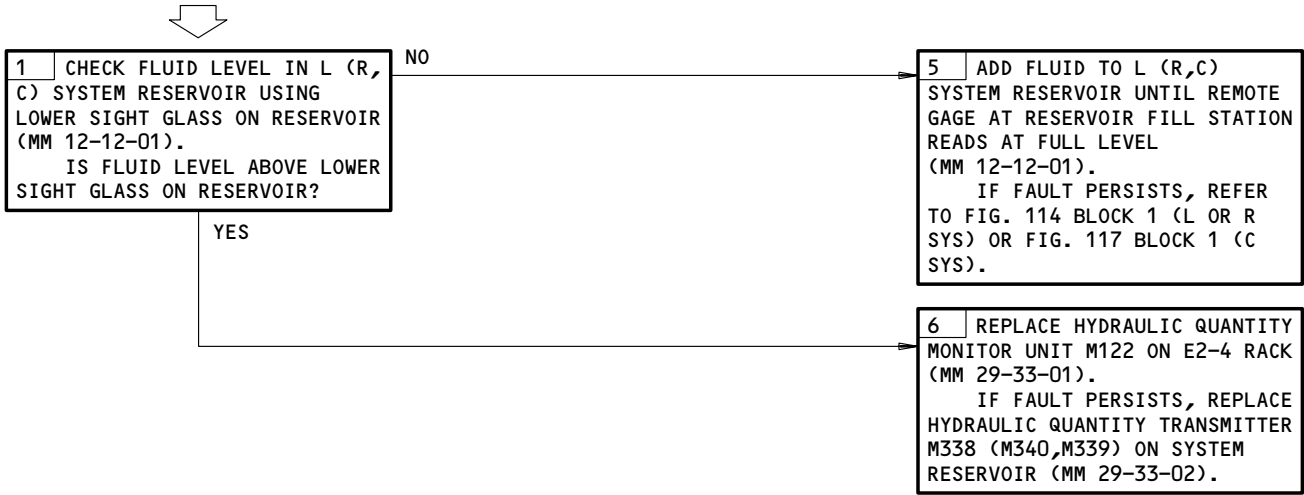 1 CHECK FLUID LEVEL IN L (R,
C) SYSTEM RESERVOIR USING
LOWER SIGHT GLASS ON RESERVOIR
(MM 12-12-01).
IS FLUID LEVEL ABOVE LOWER
SIGHT GLASS ON RESERVOIR?
NO
YES
5 ADD FLUID TO L (R,C)
SYSTEM RESERVOIR UNTIL REMOTE
GAGE AT RESERVOIR FILL STATION
READS AT FULL LEVEL
(MM 12-12-01).
IF FAULT PERSISTS, REFER
TO FIG. 114 BLOCK 1 (L OR R
SYS) OR FIG. 117 BLOCK 1 (C
SYS).
6 REPLACE HYDRAULIC QUANTITY
MONITOR UNIT M122 ON E2-4 RACK
(MM 29-33-01).
IF FAULT PERSISTS, REPLACE
HYDRAULIC QUANTITY TRANSMITTER
M338 (M340,M339) ON SYSTEM
RESERVOIR (MM 29-33-02).